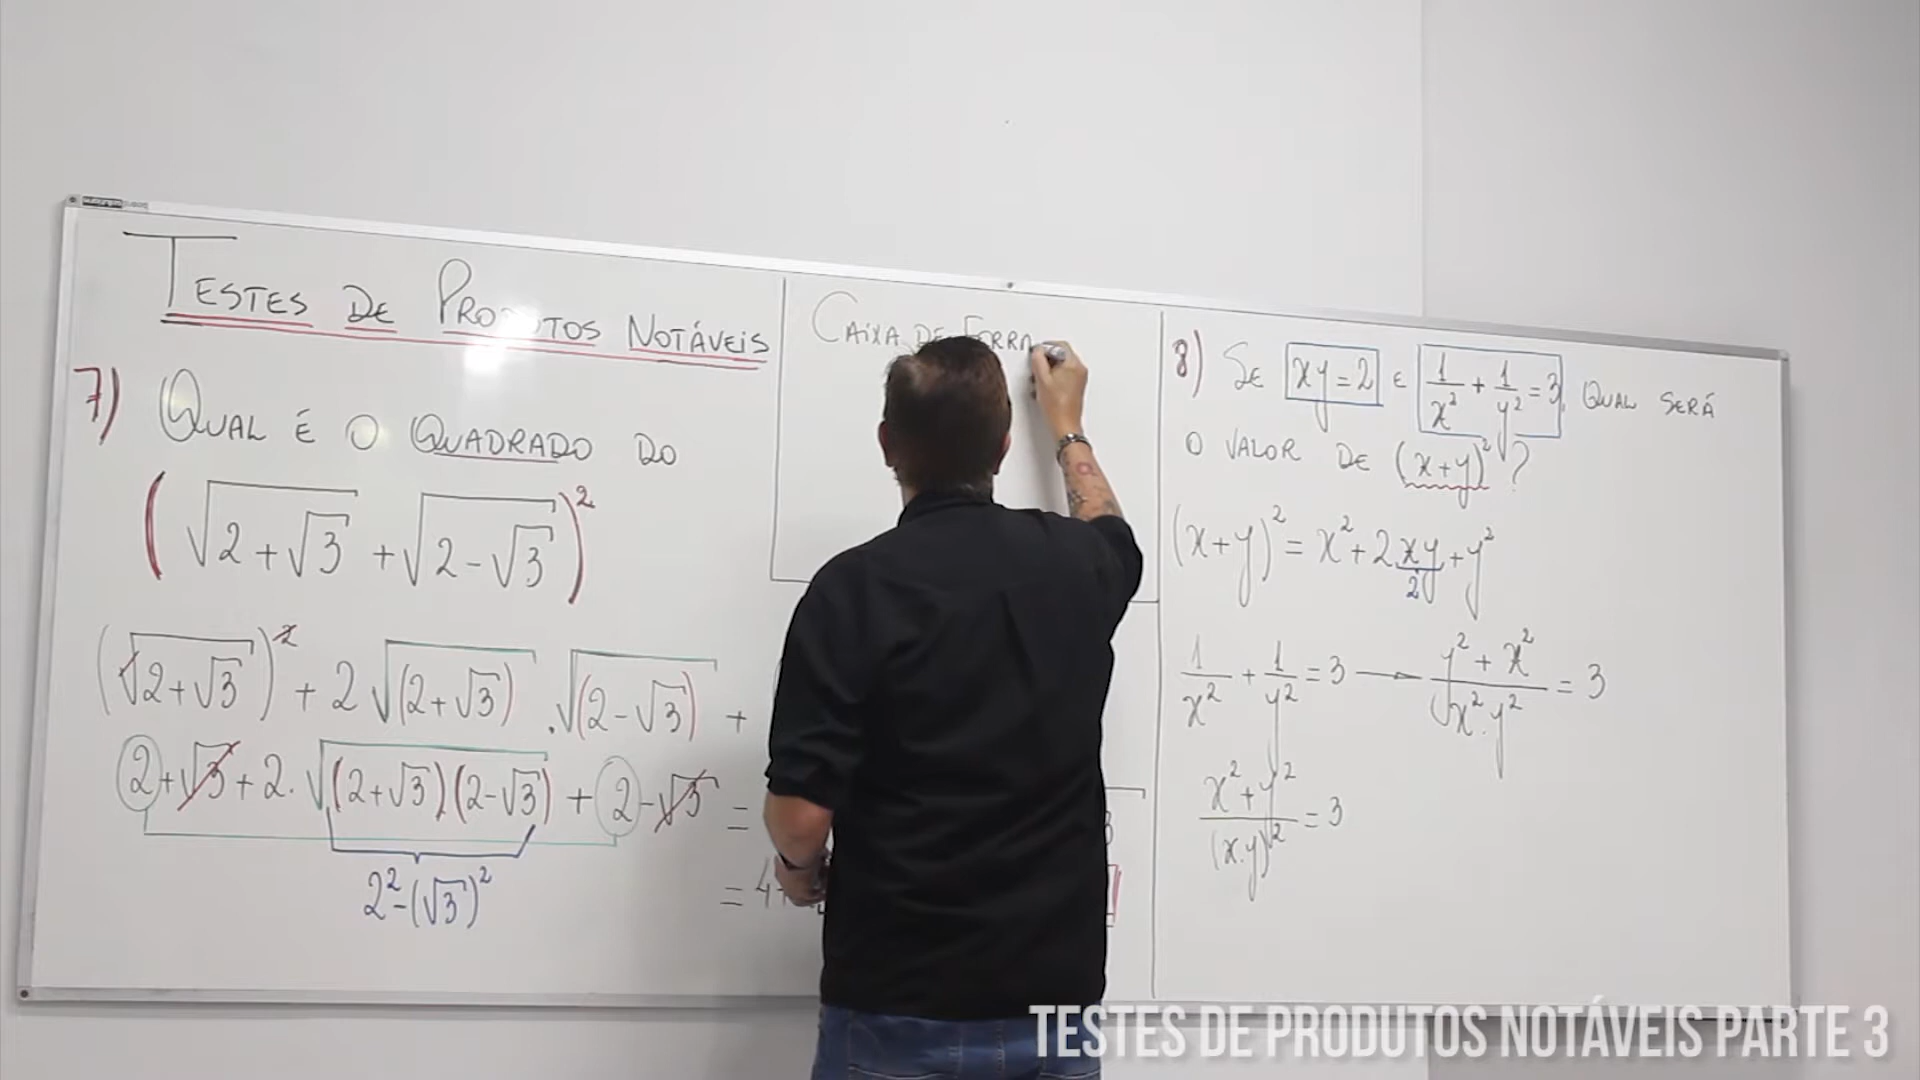 TESTES DE PRODUTOS NOTÁVEIS
7) QUAL É O QUADRADO DO
(√(2+√3) + √(2-√3))²
(√(2+√3))² + 2√(2+√3) . √(2-√3) +
2+√3+2.√((2+√3)(2-√3)) + 2-√3 =
2²-(√3)²
= 4+
CAIXA DE FERRA
8) SE xy=2 E 1/x² + 1/y² = 3, QUAL SERÁ
O VALOR DE (x+y)²?
(x+y)² = x²+2xy+y²
2
1/x² + 1/y² = 3 → (y²+x²)/(x².y²) = 3
(x²+y²)/(x.y)² = 3
TESTES DE PRODUTOS NOTÁVEIS PARTE 3